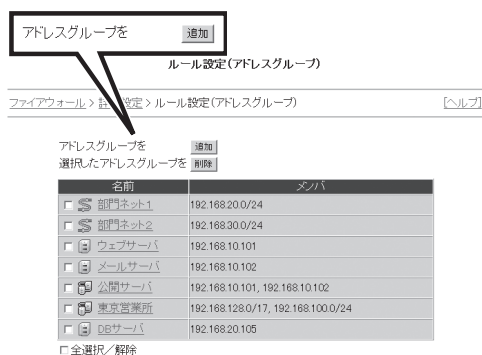 アドレスグループを 追加
ルール設定(アドレスグループ)
ファイアウォール > 詳細設定 > ルール設定(アドレスグループ) [ヘルプ]
アドレスグループを 追加
選択したアドレスグループを 削除
名前 メンバ
部門ネット1 192.168.20.0/24
部門ネット2 192.168.30.0/24
ウェブサーバ 192.168.10.101
メールサーバ 192.168.10.102
公開サーバ 192.168.10.101, 192.168.10.102
東京営業所 192.168.128.0/17, 192.168.100.0/24
DBサーバ 192.168.20.105
全選択/解除